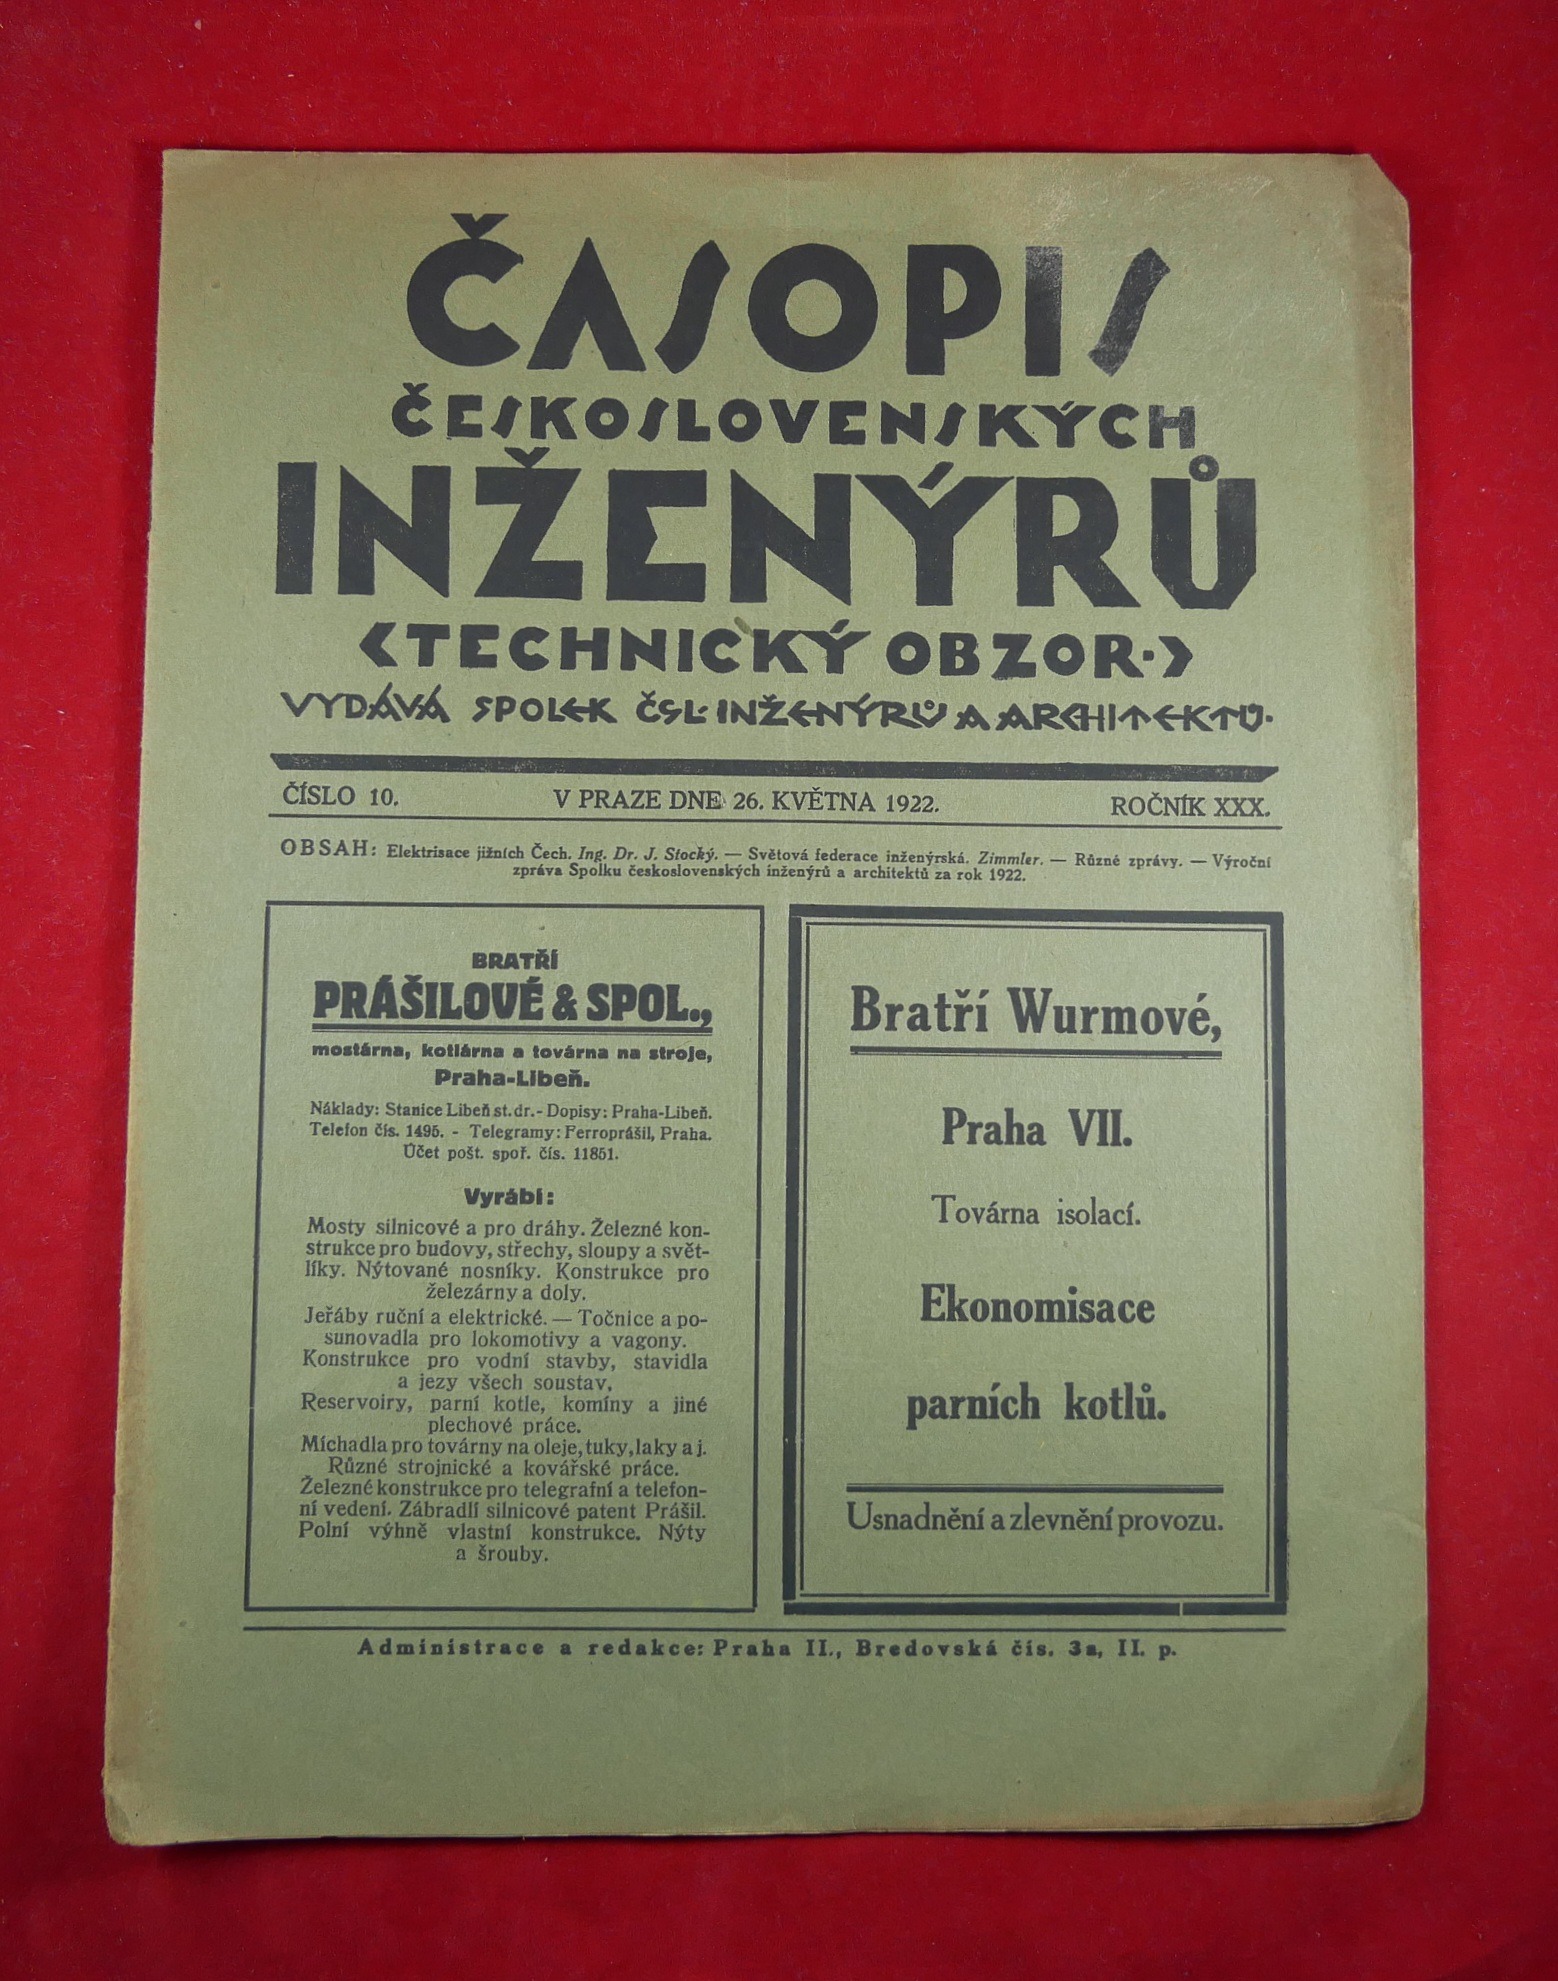 ČASOPIS
ČESKOSLOVENSKÝCH
INŽENÝRŮ
<TECHNICKÝ OBZOR·>
VYDÁVÁ SPOLEK ČSL· INŽENÝRŮ A ARCHITEKTŮ·
ČÍSLO 10.
V PRAZE DNE 26. KVĚTNA 1922.
ROČNÍK XXX.
OBSAH: Elektrisace jižních Čech. Ing. Dr. J. Stocký. — Světová federace inženýrská. Zimmler. — Různé zprávy. — Výroční
zpráva Spolku československých inženýrů a architektů za rok 1922.
BRATŘÍ
PRÁŠILOVÉ & SPOL.,
mostárna, kotlárna a továrna na stroje,
Praha-Libeň.
Náklady: Stanice Libeň st. dr. - Dopisy: Praha-Libeň.
Telefon čís. 1495. - Telegramy: Ferroprášil, Praha.
Účet pošt. spoř. čís. 11851.
Vyrábí:
Mosty silnicové a pro dráhy. Železné kon-
strukce pro budovy, střechy, sloupy a svět-
líky. Nýtované nosníky. Konstrukce pro
železárny a doly.
Jeřáby ruční a elektrické. — Točnice a po-
sunovadla pro lokomotivy a vagony.
Konstrukce pro vodní stavby, stavidla
a jezy všech soustav.
Reservoiry, parní kotle, komíny a jiné
plechové práce.
Míchadla pro továrny na oleje, tuky, laky a j.
Různé strojnické a kovářské práce.
Železné konstrukce pro telegrafní a telefon-
ní vedení. Zábradlí silnicové patent Prášil.
Polní výhně vlastní konstrukce. Nýty
a šrouby.
Bratří Wurmové,
Praha VII.
Továrna isolací.
Ekonomisace
parních kotlů.
Usnadnění a zlevnění provozu.
Administrace a redakce: Praha II., Bredovská čís. 3a, II. p.